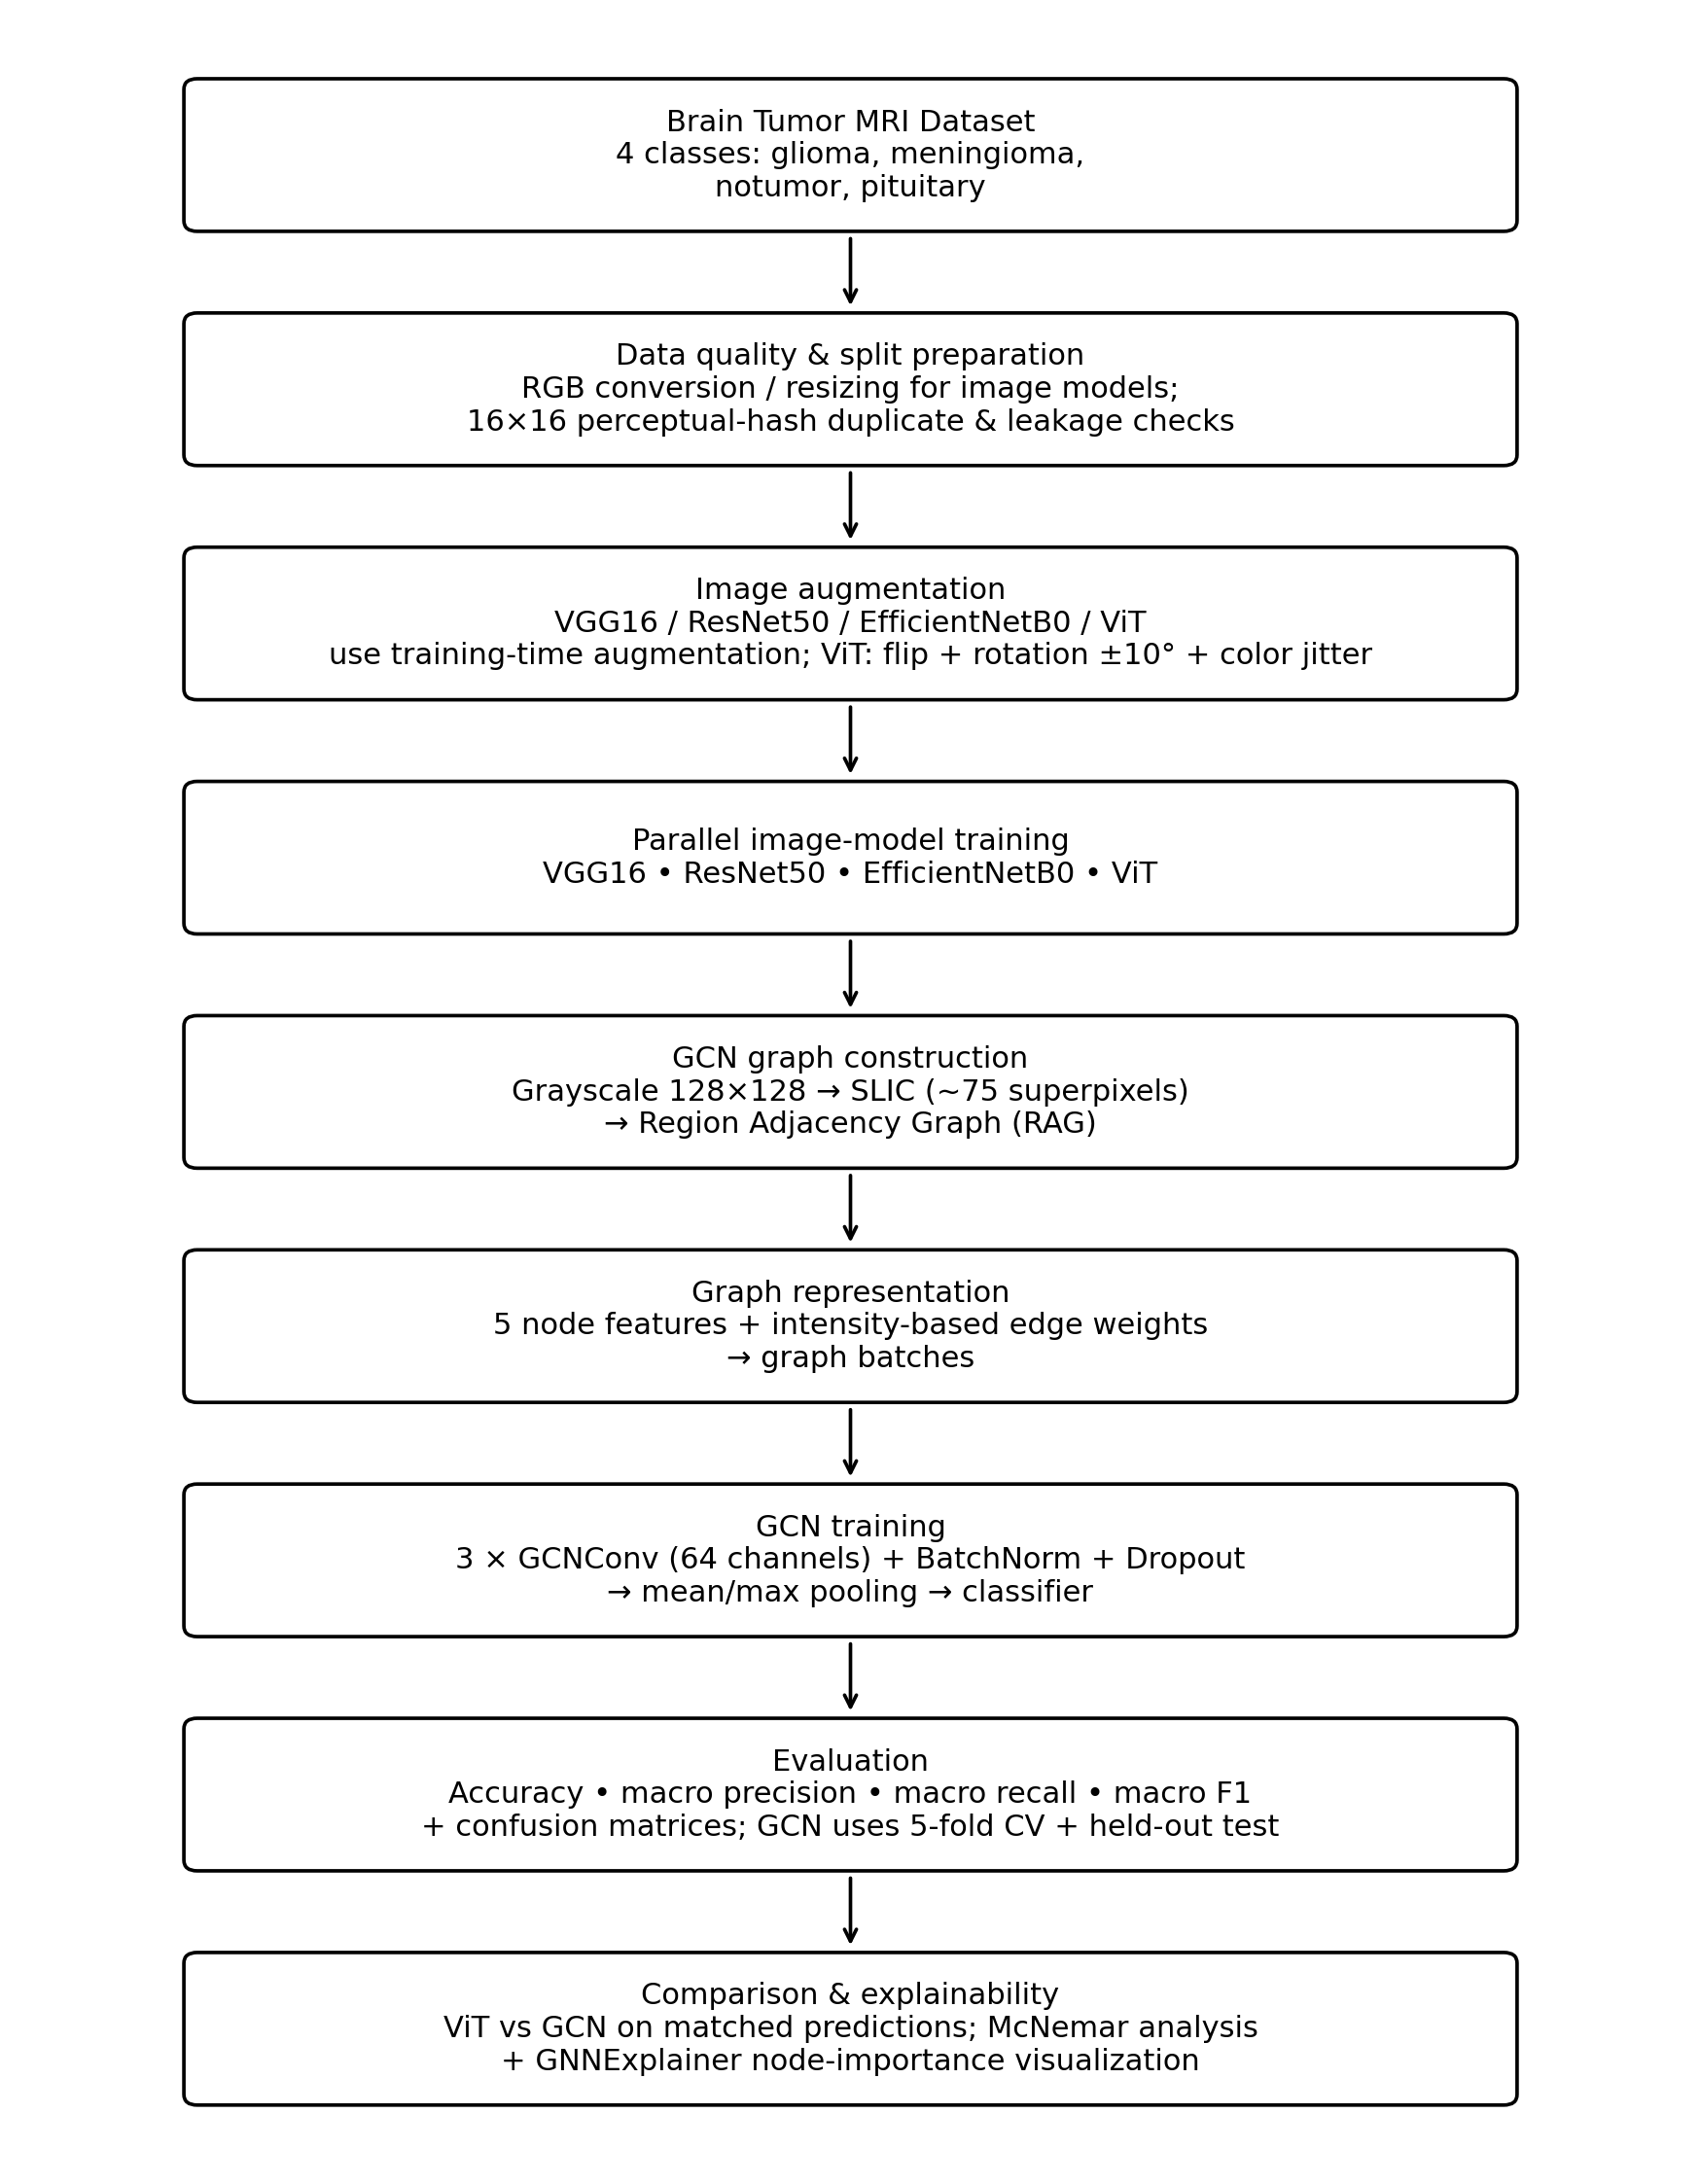 Brain Tumor MRI Dataset
4 classes: glioma, meningioma,
notumor, pituitary
Data quality & split preparation
RGB conversion / resizing for image models;
16×16 perceptual-hash duplicate & leakage checks
Image augmentation
VGG16 / ResNet50 / EfficientNetB0 / ViT
use training-time augmentation; ViT: flip + rotation ±10° + color jitter
Parallel image-model training
VGG16 • ResNet50 • EfficientNetB0 • ViT
GCN graph construction
Grayscale 128×128 → SLIC (~75 superpixels)
→ Region Adjacency Graph (RAG)
Graph representation
5 node features + intensity-based edge weights
→ graph batches
GCN training
3 × GCNConv (64 channels) + BatchNorm + Dropout
→ mean/max pooling → classifier
Evaluation
Accuracy • macro precision • macro recall • macro F1
+ confusion matrices; GCN uses 5-fold CV + held-out test
Comparison & explainability
ViT vs GCN on matched predictions; McNemar analysis
+ GNNExplainer node-importance visualization